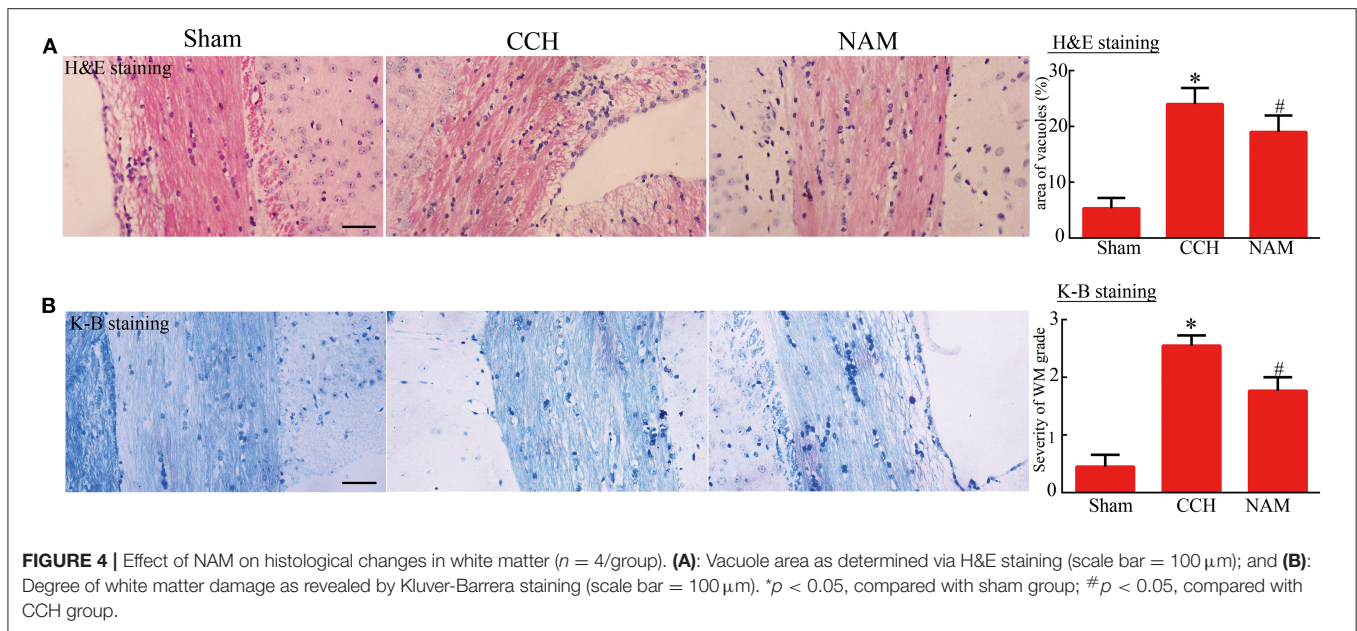 A
Sham
CCH
NAM
H&E staining
H&E staining
area of vacuoles (%)
30
20
10
0
*
#
Sham
CCH
NAM
B
K-B staining
K-B staining
Severity of WM grade
3
2
1
0
*
#
Sham
CCH
NAM
FIGURE 4 | Effect of NAM on histological changes in white matter (n = 4/group). (A): Vacuole area as determined via H&E staining (scale bar = 100 μm); and (B):
Degree of white matter damage as revealed by Kluver-Barrera staining (scale bar = 100 μm). *p < 0.05, compared with sham group; #p < 0.05, compared with
CCH group.